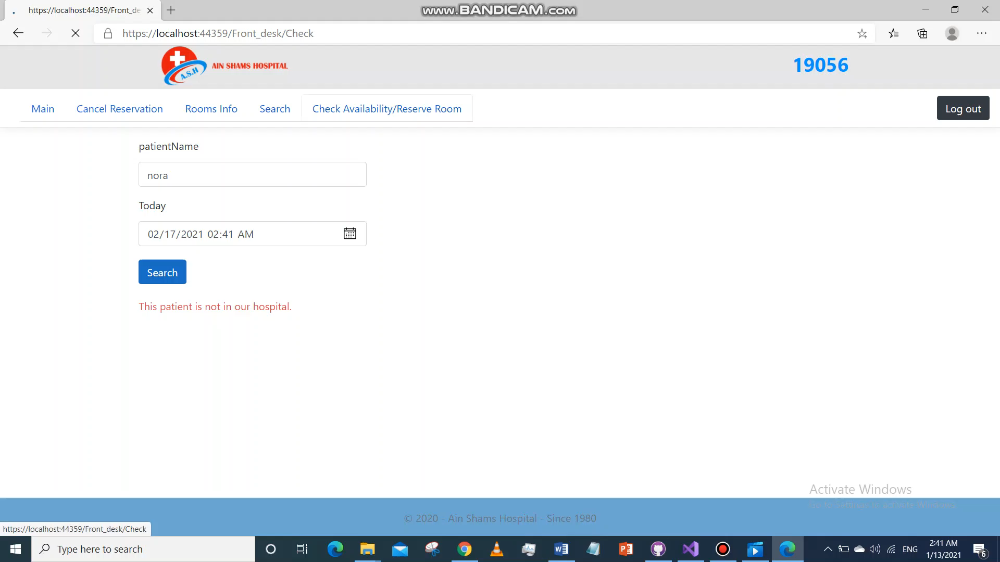 https://localhost:44359/Front_de
www.BANDICAM.com
https://localhost:44359/Front_desk/Check
A.S.H
AIN SHAMS HOSPITAL
19056
Main
Cancel Reservation
Rooms Info
Search
Check Availability/Reserve Room
Log out
patientName
nora
Today
02/17/2021 02:41 AM
Search
This patient is not in our hospital.
Activate Windows
Go to Settings to activate Windows.
© 2020 - Ain Shams Hospital - Since 1980
https://localhost:44359/Front_desk/Check
Type here to search
ENG
2:41 AM
1/13/2021
6